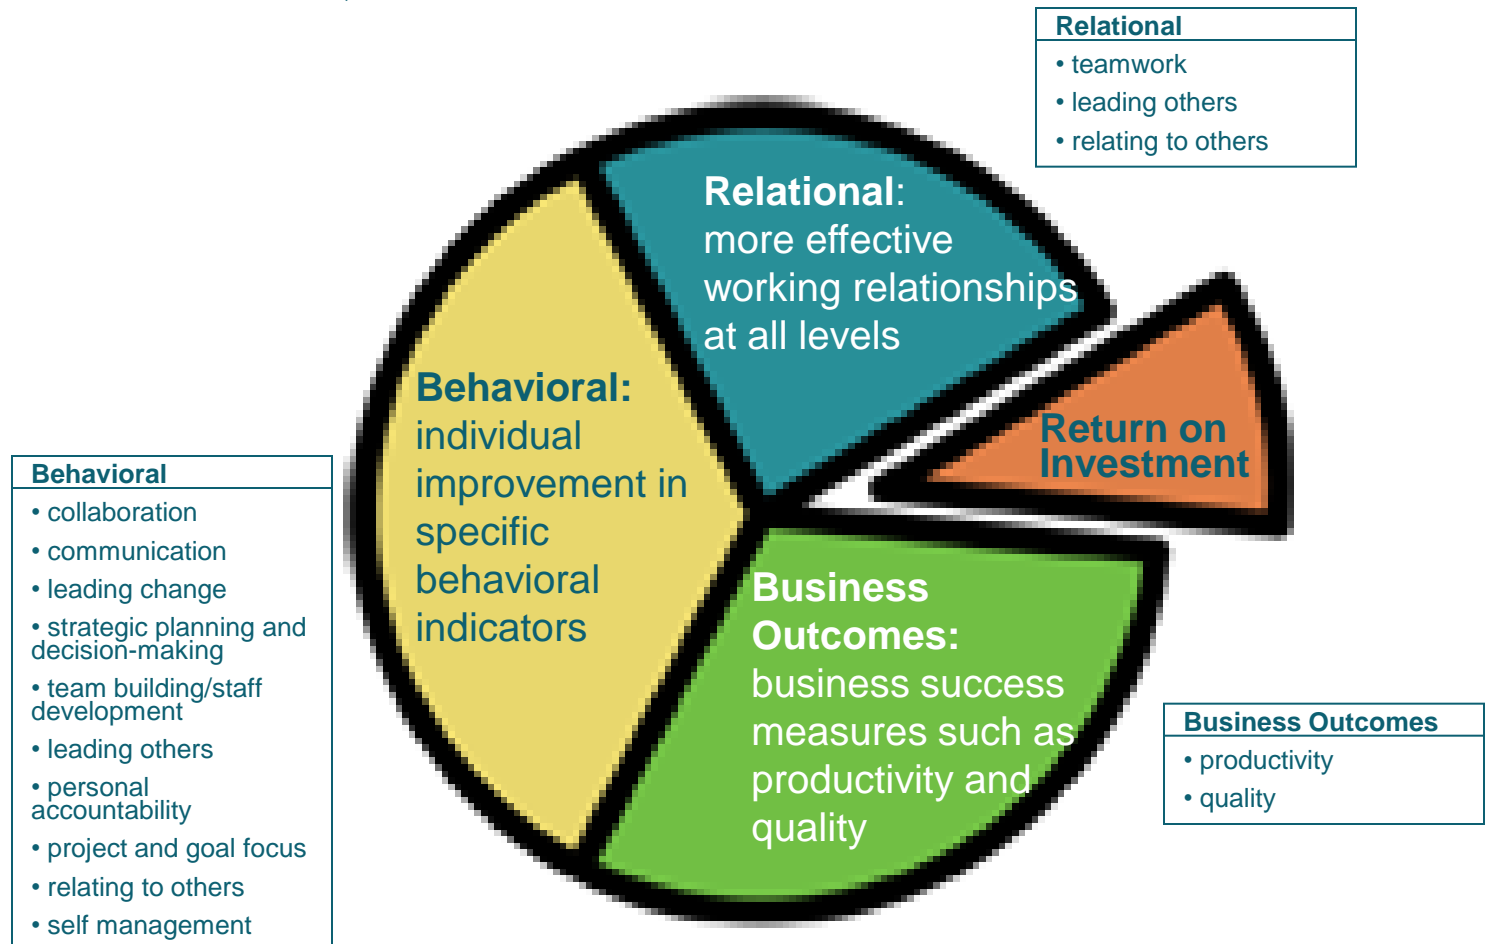 Relational
• teamwork
• leading others
• relating to others
Relational:
more effective
working relationships
at all levels
Return on
Investment
Behavioral:
individual
improvement in
specific
behavioral
indicators
Behavioral
• collaboration
• communication
• leading change
• strategic planning and
decision-making
• team building/staff
development
• leading others
• personal
accountability
• project and goal focus
• relating to others
• self management
Business
Outcomes:
business success
measures such as
productivity and
quality
Business Outcomes
• productivity
• quality